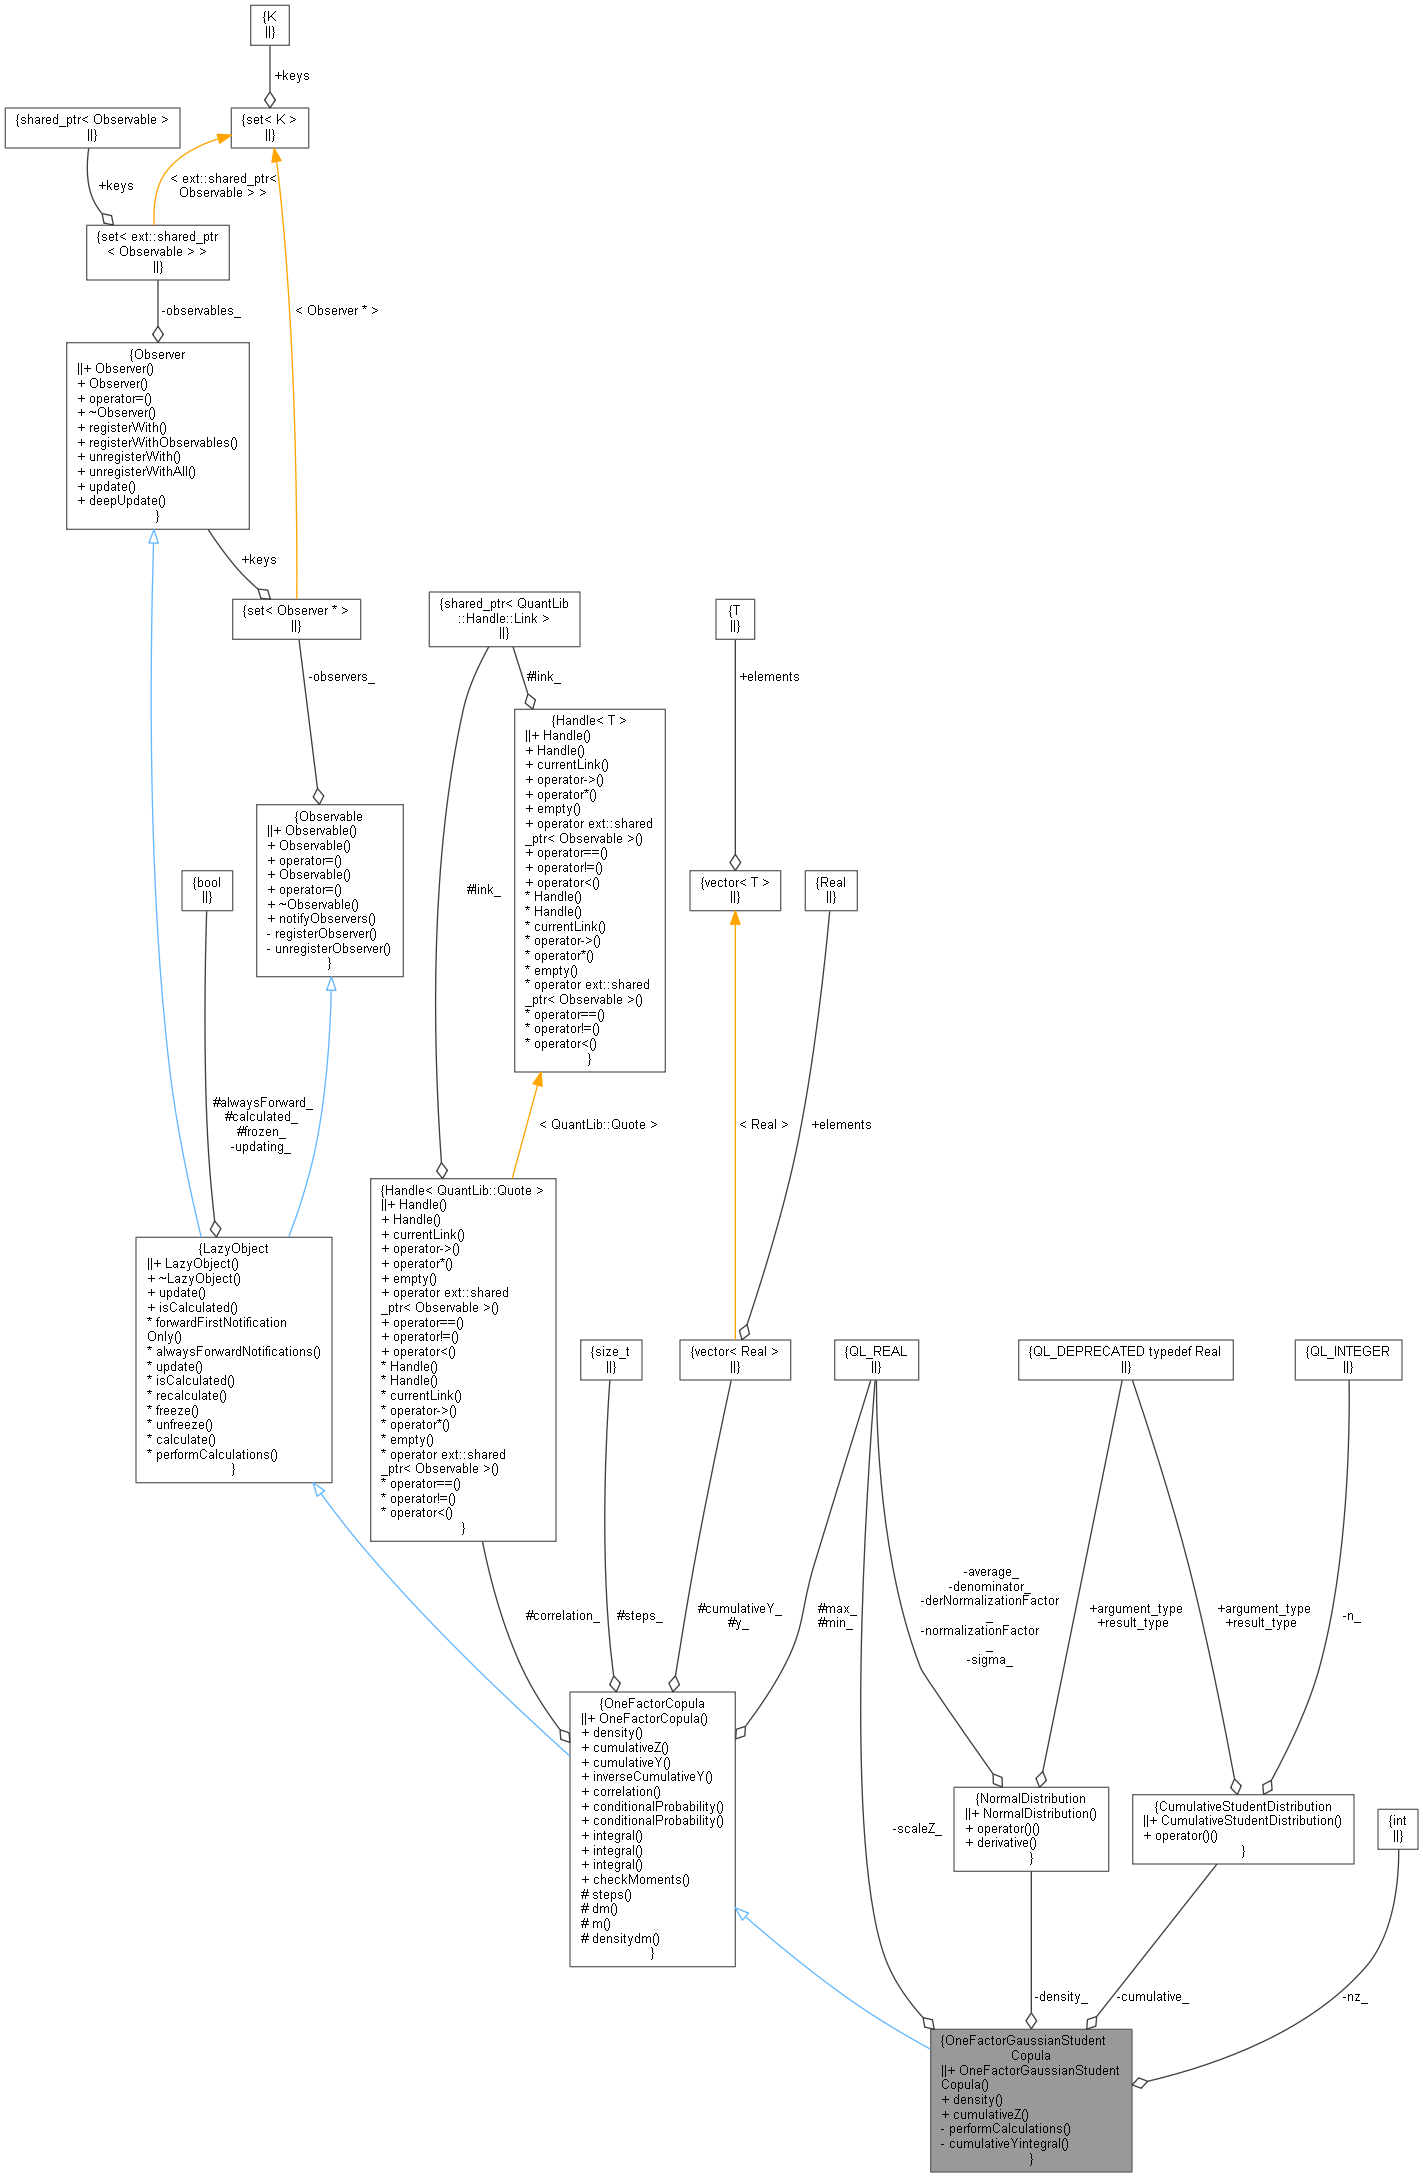 {K
||}
+keys
{shared_ptr< Observable >
||}
{set< K >
||}
+keys
< ext::shared_ptr<
Observable > >
{set< ext::shared_ptr
< Observable > >
||}
-observables_
< Observer * >
{Observer
||+ Observer()
+ Observer()
+ operator=()
+ ~Observer()
+ registerWith()
+ registerWithObservables()
+ unregisterWith()
+ unregisterWithAll()
+ update()
+ deepUpdate()
}
+keys
{set< Observer * >
||}
-observers_
{shared_ptr< QuantLib
::Handle::Link >
||}
#link_
{T
||}
+elements
{Handle< T >
||+ Handle()
+ Handle()
+ currentLink()
+ operator->()
+ operator*()
+ empty()
+ operator ext::shared
_ptr< Observable >()
+ operator==()
+ operator!=()
+ operator<()
* Handle()
* Handle()
* currentLink()
* operator->()
* operator*()
* empty()
* operator ext::shared
_ptr< Observable >()
* operator==()
* operator!=()
* operator<()
}
{Observable
||+ Observable()
+ Observable()
+ operator=()
+ Observable()
+ operator=()
+ ~Observable()
+ notifyObservers()
- registerObserver()
- unregisterObserver()
}
{bool
||}
#link_
{vector< T >
||}
{Real
||}
#alwaysForward_
#calculated_
#frozen_
-updating_
< QuantLib::Quote >
< Real >
+elements
{Handle< QuantLib::Quote >
||+ Handle()
+ Handle()
+ currentLink()
+ operator->()
+ operator*()
+ empty()
+ operator ext::shared
_ptr< Observable >()
+ operator==()
+ operator!=()
+ operator<()
* Handle()
* Handle()
* currentLink()
* operator->()
* operator*()
* empty()
* operator ext::shared
_ptr< Observable >()
* operator==()
* operator!=()
* operator<()
}
{LazyObject
||+ LazyObject()
+ ~LazyObject()
+ update()
+ isCalculated()
* forwardFirstNotification
Only()
* alwaysForwardNotifications()
* update()
* isCalculated()
* recalculate()
* freeze()
* unfreeze()
* calculate()
* performCalculations()
}
{size_t
||}
{vector< Real >
||}
{QL_REAL
||}
{QL_DEPRECATED typedef Real
||}
{QL_INTEGER
||}
#correlation_
#steps_
#cumulativeY_
#y_
#max_
#min_
-average_
-denominator_
-derNormalizationFactor
_
-normalizationFactor
_
-sigma_
+argument_type
+result_type
+argument_type
+result_type
-n_
{OneFactorCopula
||+ OneFactorCopula()
+ density()
+ cumulativeZ()
+ cumulativeY()
+ inverseCumulativeY()
+ correlation()
+ conditionalProbability()
+ conditionalProbability()
+ integral()
+ integral()
+ integral()
+ checkMoments()
# steps()
# dm()
# m()
# densitydm()
}
-scaleZ_
{NormalDistribution
||+ NormalDistribution()
+ operator()()
+ derivative()
}
{CumulativeStudentDistribution
||+ CumulativeStudentDistribution()
+ operator()()
}
{int
||}
-density_
-cumulative_
-nz_
{OneFactorGaussianStudent
Copula
||+ OneFactorGaussianStudent
Copula()
+ density()
+ cumulativeZ()
- performCalculations()
- cumulativeYintegral()
}